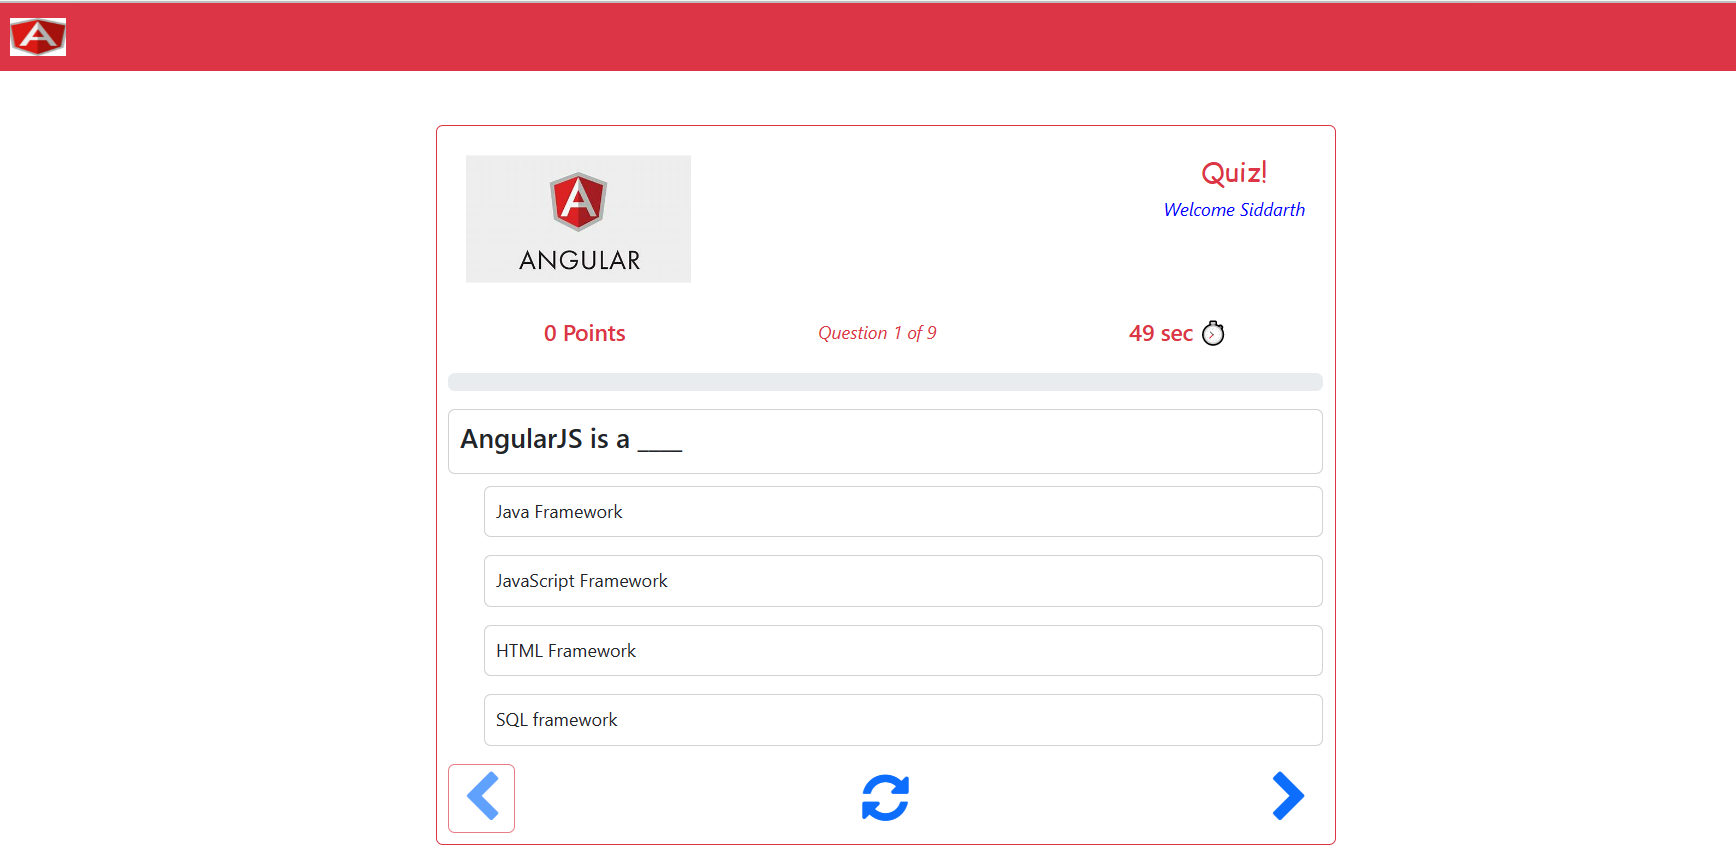 A
A
ANGULAR
Quiz!
Welcome Siddarth
0 Points
Question 1 of 9
49 sec
AngularJS is a ____
Java Framework
JavaScript Framework
HTML Framework
SQL framework